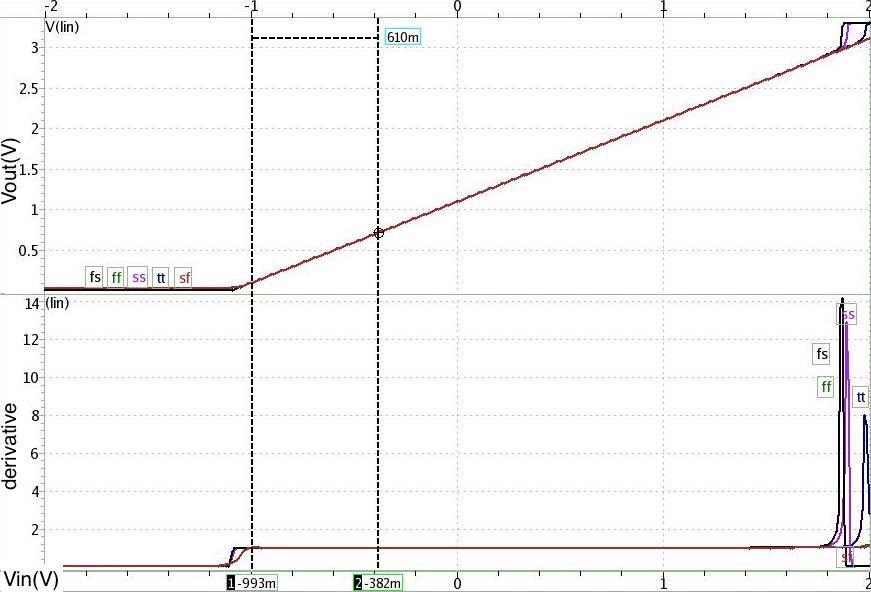 -2 -1 0 1 2
V(lin)
610m
3
2.5
2
1.5
1
0.5
Vout(V)
fs ff ss tt sf
(lin)
14
12
10
8
6
4
2
derivative
ss
fs
ff
tt
sf
Vin(V) 1 -993m 2 -382m 0 1 2